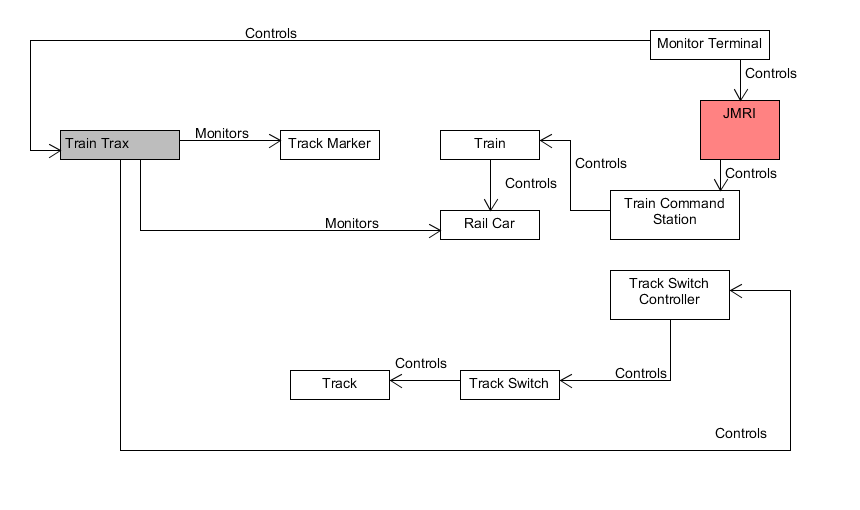 Controls
Monitor Terminal
Controls
JMRI
Train Trax
Monitors
Track Marker
Train
Controls
Controls
Controls
Train Command
Station
Monitors
Rail Car
Track Switch
Controller
Controls
Controls
Track
Track Switch
Controls